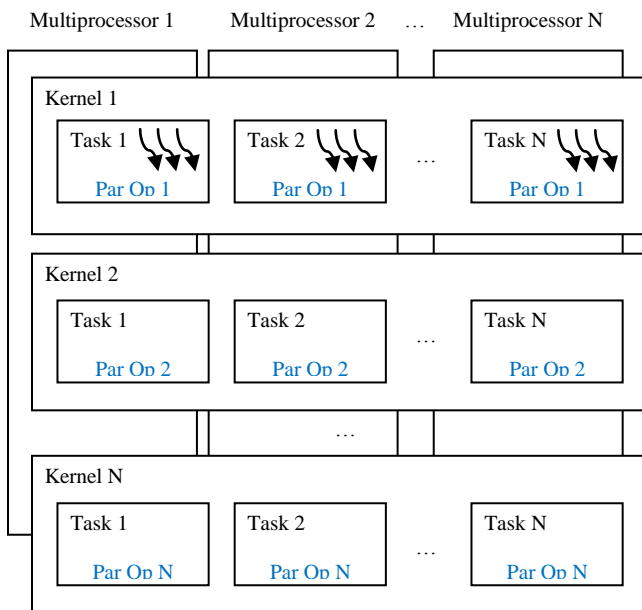 Multiprocessor 1 Multiprocessor 2 … Multiprocessor N
Kernel 1
Task 1 Task 2 Task N
…
Par Op 1 Par Op 1 Par Op 1
Kernel 2
Task 1 Task 2 Task N
…
Par Op 2 Par Op 2 Par Op 2
…
Kernel N
Task 1 Task 2 Task N
…
Par Op N Par Op N Par Op N